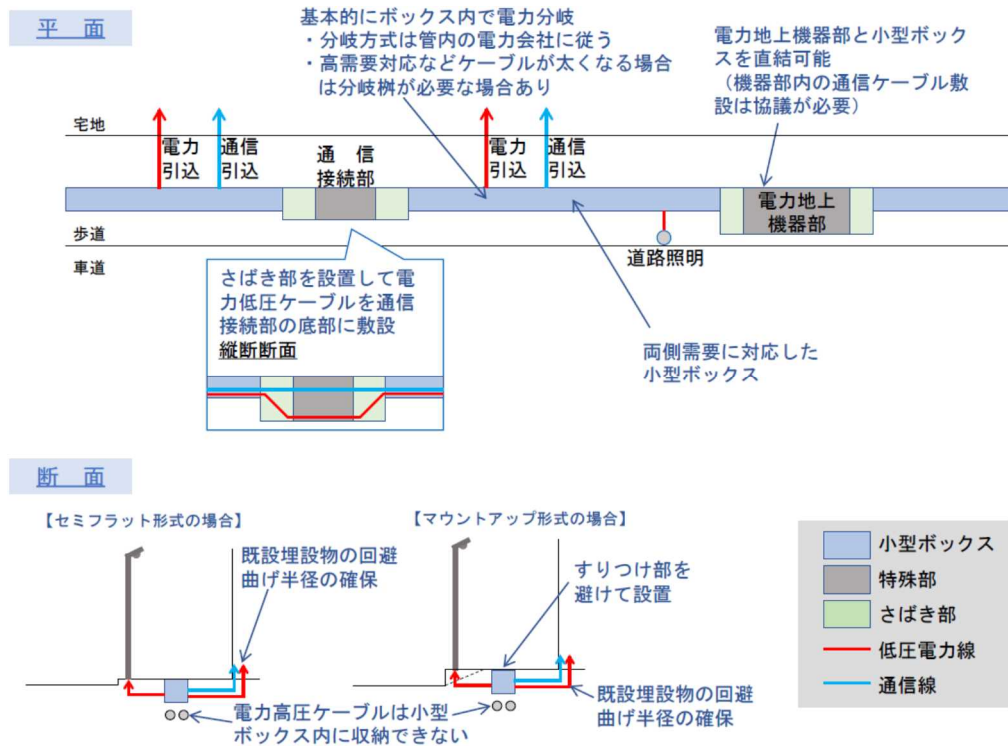 平 面
基本的にボックス内で電力分岐
・分岐方式は管内の電力会社に従う
・高需要対応などケーブルが太くなる場合
は分岐桝が必要な場合あり
電力地上機器部と小型ボック
スを直結可能
（機器部内の通信ケーブル敷
設は協議が必要）
宅地
電力
引込
通信
引込
通 信
接続部
電力
引込
通信
引込
電力地上
機器部
歩道
車道
道路照明
さばき部を設置して電
力低圧ケーブルを通信
接続部の底部に敷設
縦断断面
両側需要に対応した
小型ボックス
断 面
【セミフラット形式の場合】
既設埋設物の回避
曲げ半径の確保
【マウントアップ形式の場合】
すりつけ部を
避けて設置
既設埋設物の回避
曲げ半径の確保
電力高圧ケーブルは小型
ボックス内に収納できない
小型ボックス
特殊部
さばき部
低圧電力線
通信線